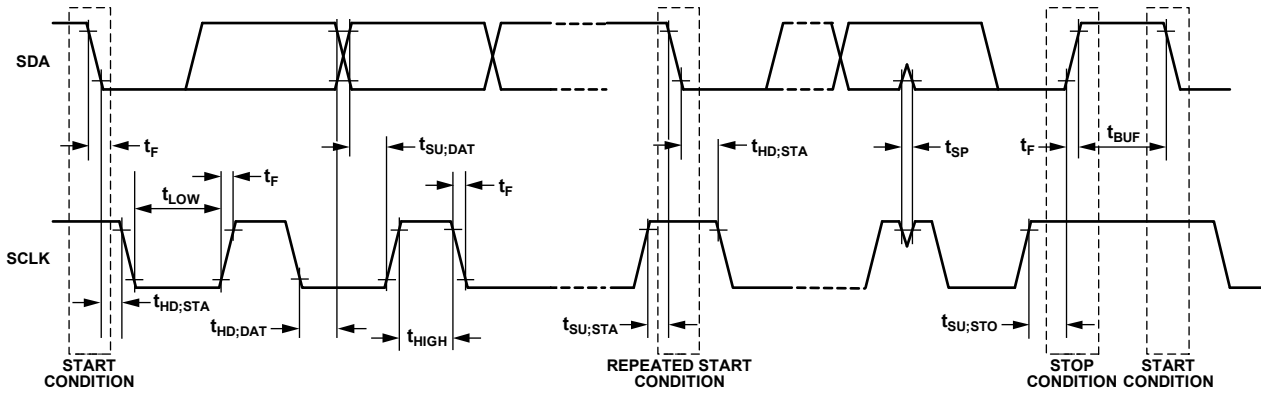 SDA
tF
tSU;DAT
tHD;STA
tSP
tF
tBUF
tLOW
tF
tF
SCLK
tHD;STA
tHD;DAT
tHIGH
tSU;STA
tSU;STO
START
CONDITION
REPEATED START
CONDITION
STOP
CONDITION
START
CONDITION